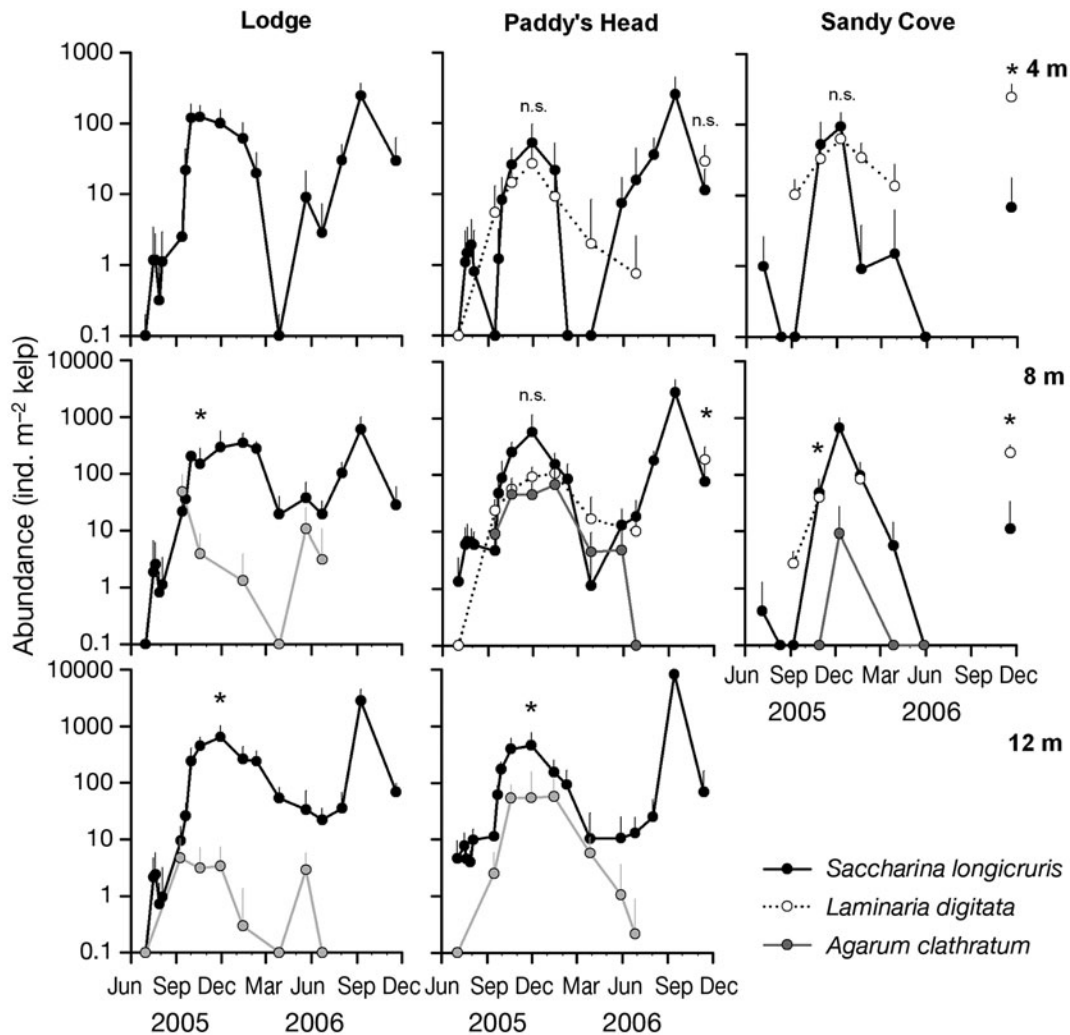 Lodge Paddy's Head Sandy Cove
* 4 m
1000
n.s. n.s. n.s.
100
10
1
0.1
Abundance (ind. m⁻² kelp)
10000 8 m
* n.s. * * *
1000
100
10
1
0.1
Jun Sep Dec Mar Jun Sep Dec
2005 2006
10000
* *
1000
12 m
100
10
1
0.1
Saccharina longicruris
Laminaria digitata
Agarum clathratum
Jun Sep Dec Mar Jun Sep Dec Jun Sep Dec Mar Jun Sep Dec
2005 2006 2005 2006